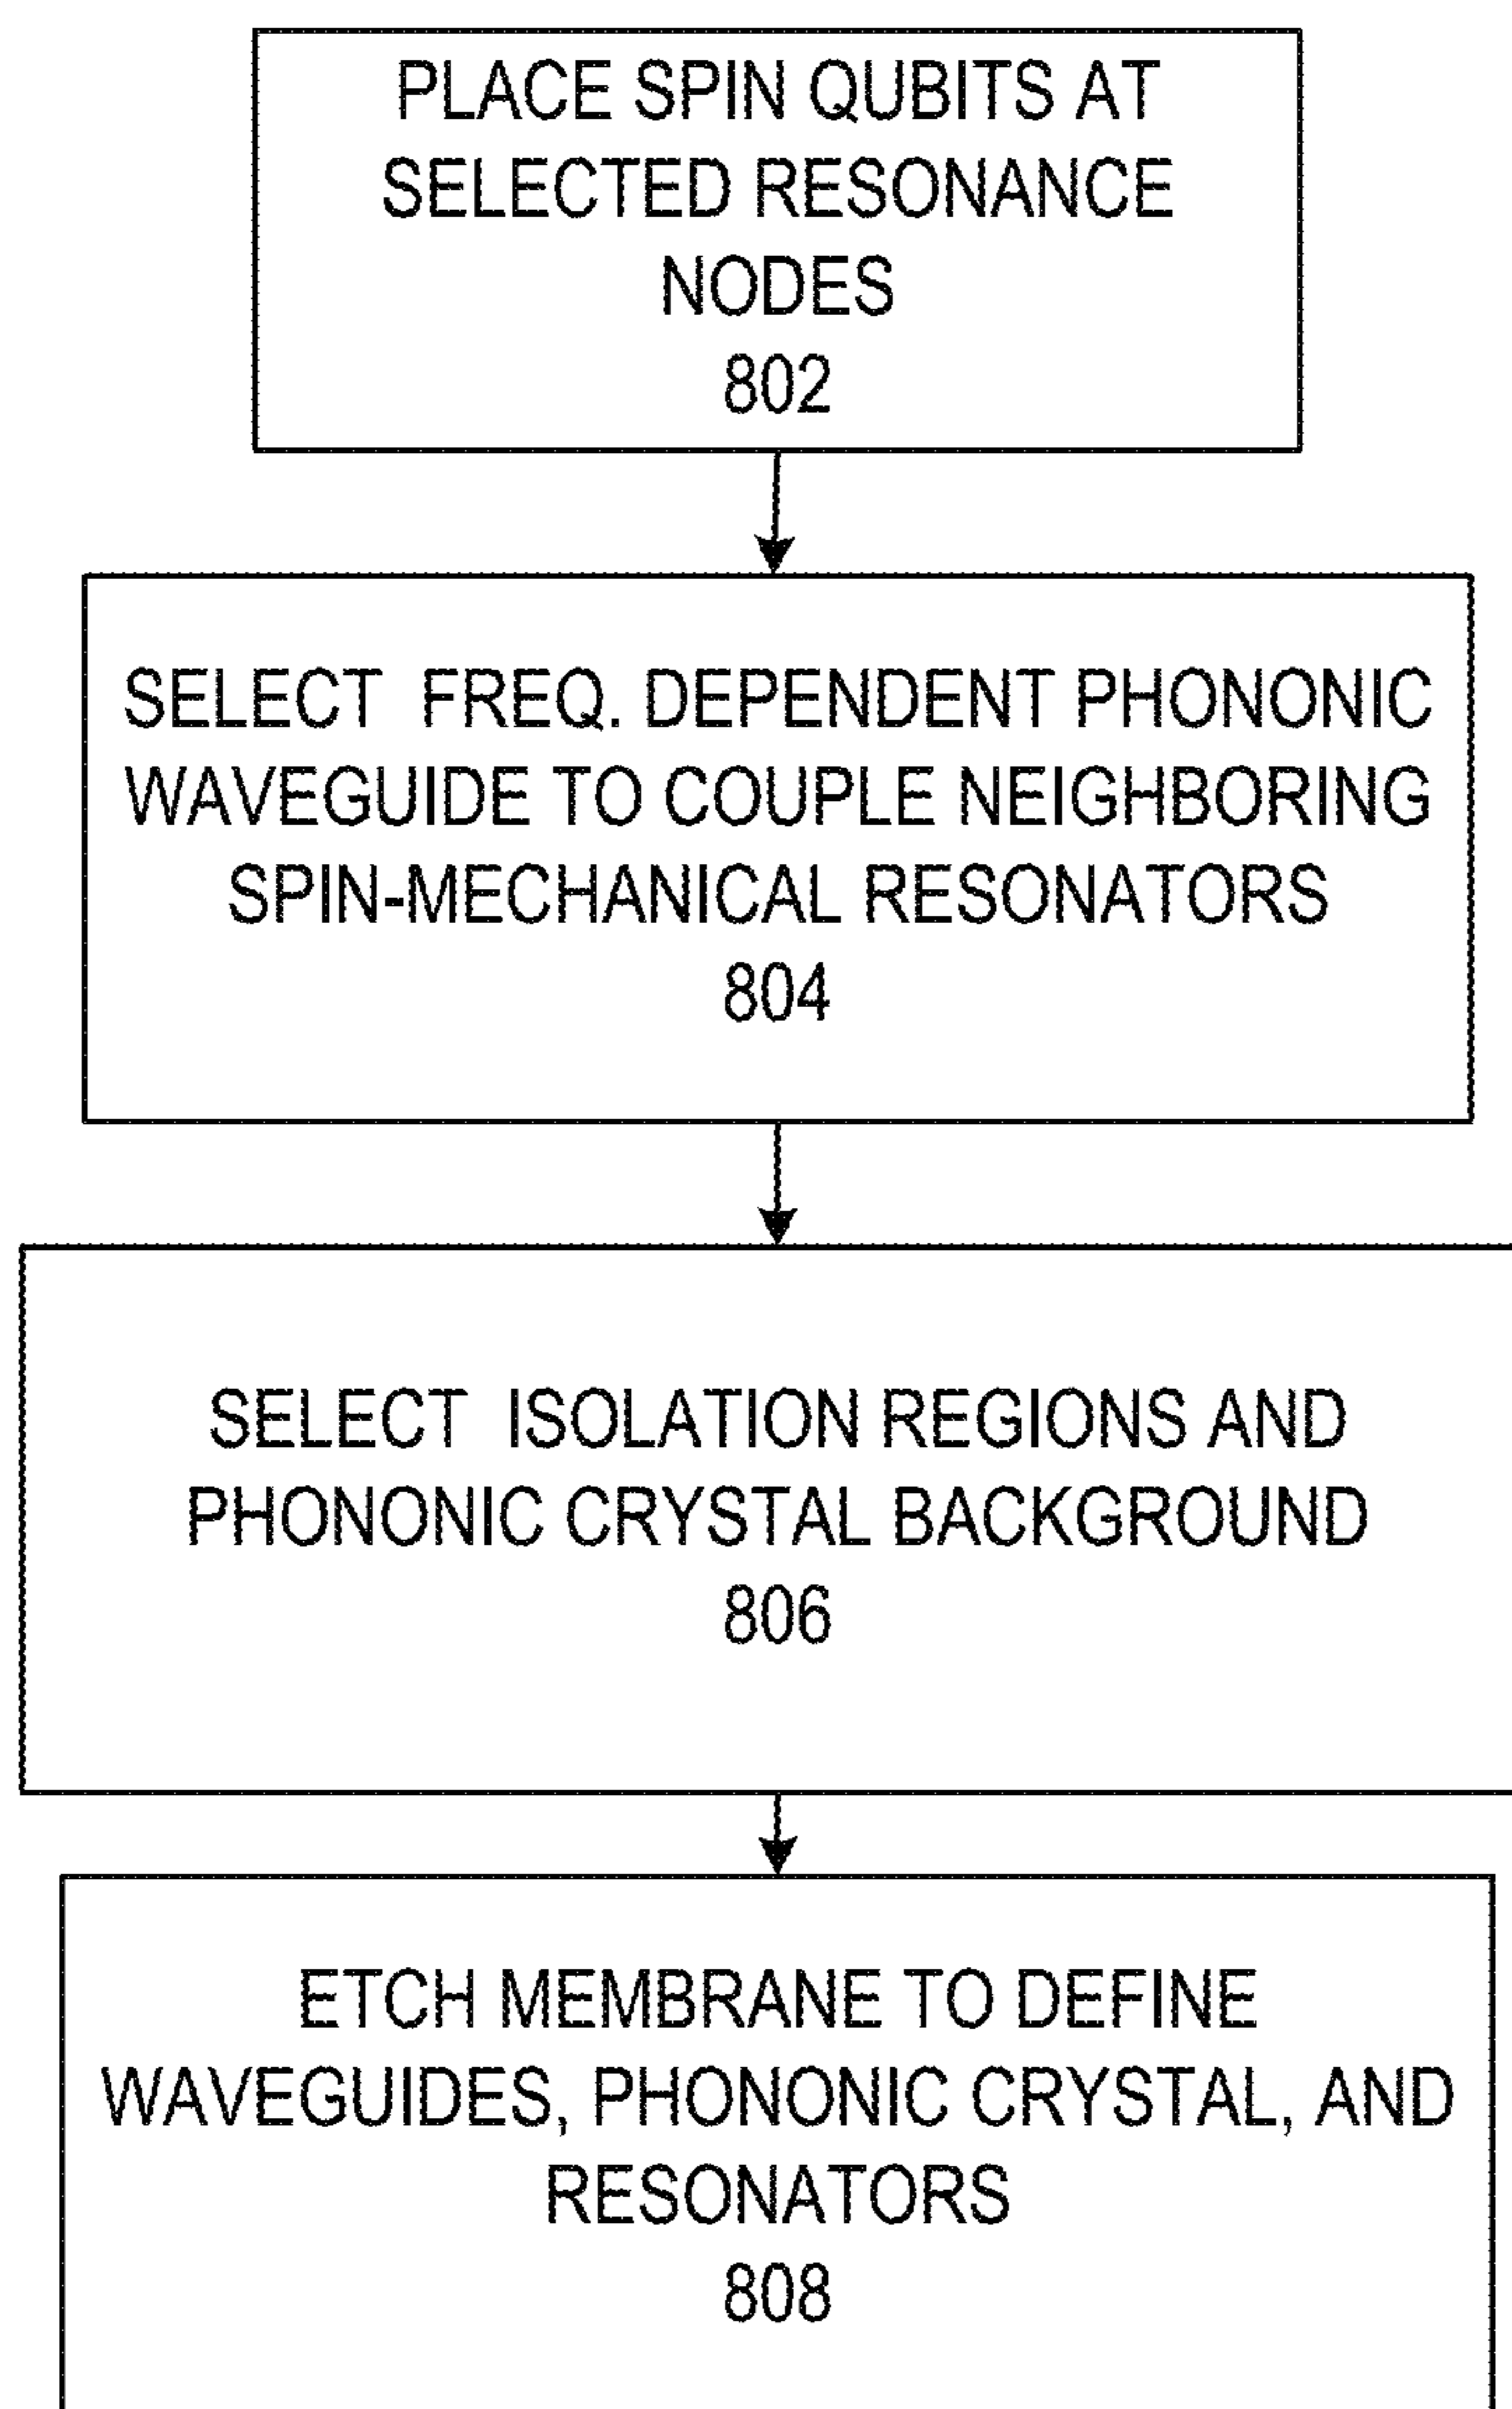 PLACE SPIN QUBITS AT
SELECTED RESONANCE
NODES
802
SELECT FREQ. DEPENDENT PHONONIC
WAVEGUIDE TO COUPLE NEIGHBORING
SPIN-MECHANICAL RESONATORS
804
SELECT ISOLATION REGIONS AND
PHONONIC CRYSTAL BACKGROUND
806
ETCH MEMBRANE TO DEFINE
WAVEGUIDES, PHONONIC CRYSTAL, AND
RESONATORS
808